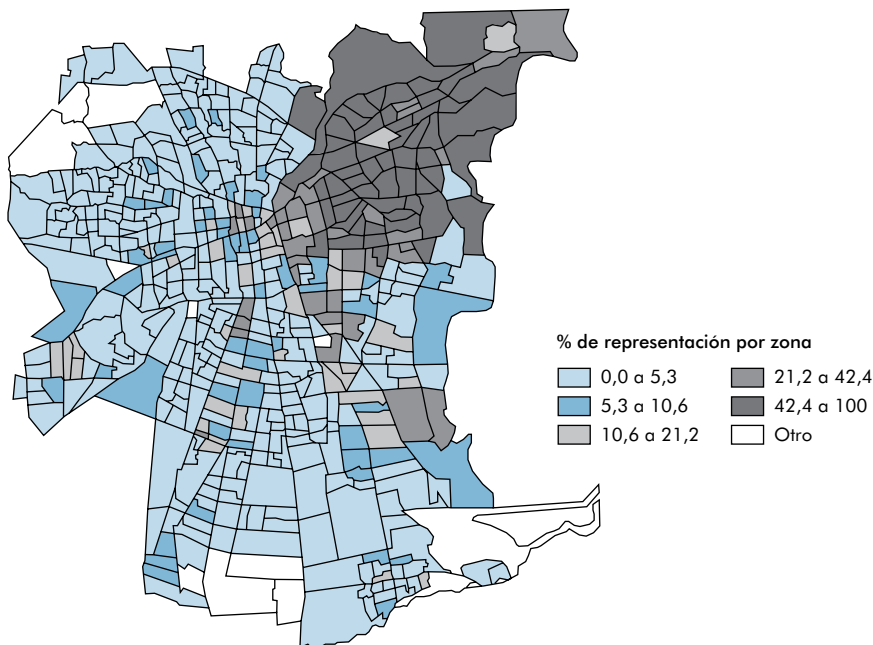 % de representación por zona
0,0 a 5,3
21,2 a 42,4
5,3 a 10,6
42,4 a 100
10,6 a 21,2
Otro